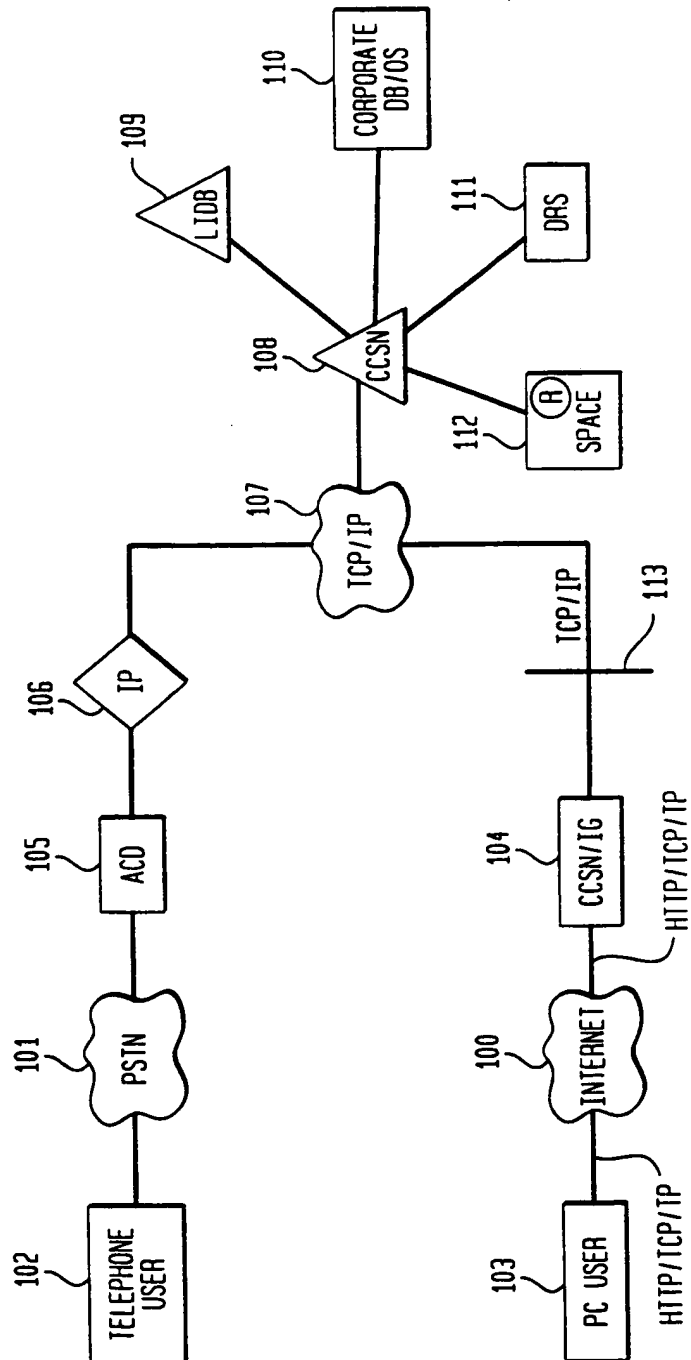 102
TELEPHONE
USER
101
PSTN
105
ACD
106
IP
107
TCP/IP
108
CCSN
109
LIDB
110
CORPORATE
DB/OS
111
DRS
112
R
SPACE
103
PC USER
HTTP/TCP/TP
100
INTERNET
HTTP/TCP/TP
104
CCSN/IG
TCP/IP
113